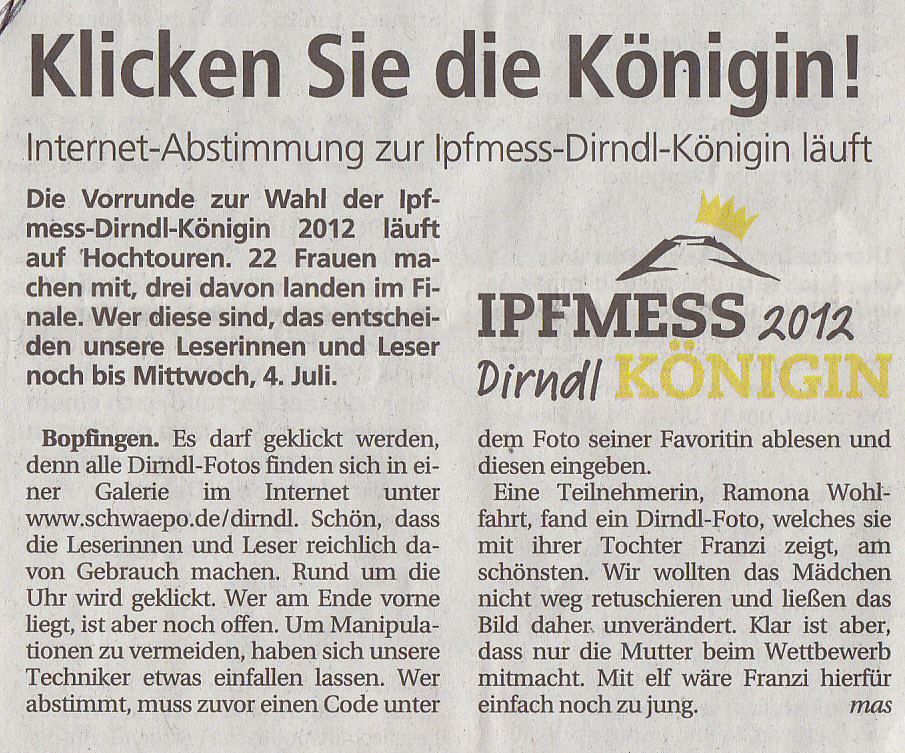 Klicken Sie die Königin!
Internet-Abstimmung zur Ipfmess-Dirndl-Königin läuft
Die Vorrunde zur Wahl der Ipf-
mess-Dirndl-Königin 2012 läuft
auf Hochtouren. 22 Frauen ma-
chen mit, drei davon landen im Fi-
nale. Wer diese sind, das entschei-
den unsere Leserinnen und Leser
noch bis Mittwoch, 4. Juli.
Bopfingen. Es darf geklickt werden,
denn alle Dirndl-Fotos finden sich in ei-
ner Galerie im Internet unter
www.schwaepo.de/dirndl. Schön, dass
die Leserinnen und Leser reichlich da-
von Gebrauch machen. Rund um die
Uhr wird geklickt. Wer am Ende vorne
liegt, ist aber noch offen. Um Manipula-
tionen zu vermeiden, haben sich unsere
Techniker etwas einfallen lassen. Wer
abstimmt, muss zuvor einen Code unter
IPFMESS 2012
Dirndl KÖNIGIN
dem Foto seiner Favoritin ablesen und
diesen eingeben.
Eine Teilnehmerin, Ramona Wohl-
fahrt, fand ein Dirndl-Foto, welches sie
mit ihrer Tochter Franzi zeigt, am
schönsten. Wir wollten das Mädchen
nicht weg retuschieren und ließen das
Bild daher unverändert. Klar ist aber,
dass nur die Mutter beim Wettbewerb
mitmacht. Mit elf wäre Franzi hierfür
einfach noch zu jung. mas